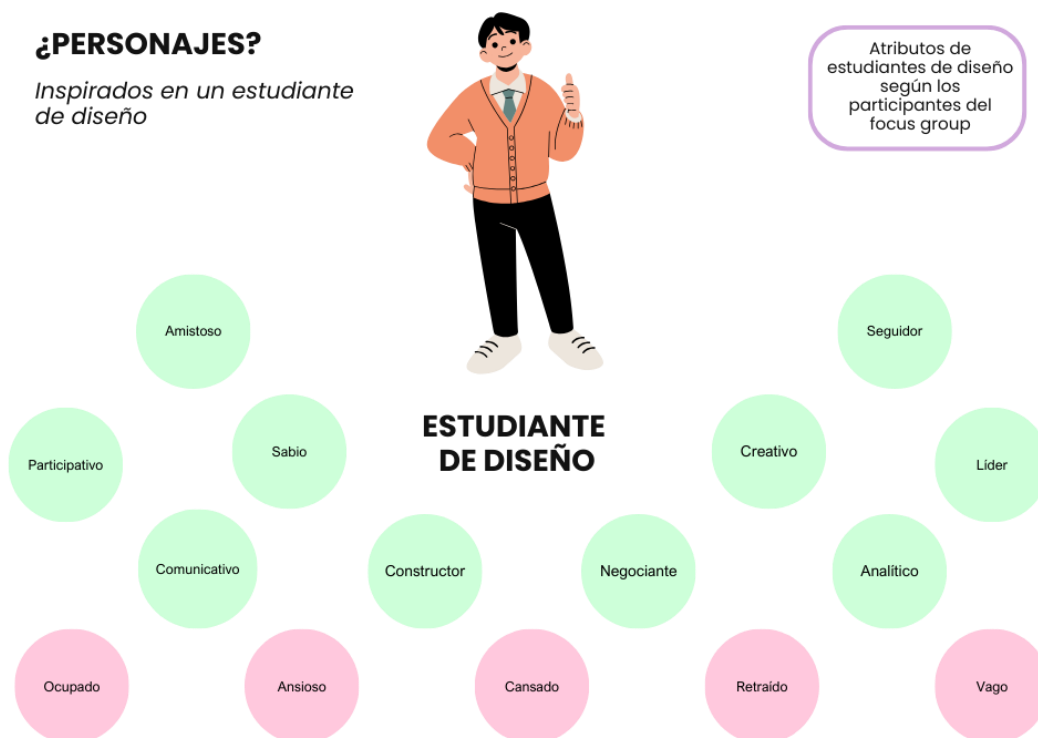 ¿PERSONAJES?
Inspirados en un estudiante
de diseño
Atributos de
estudiantes de diseño
según los
participantes del
focus group
Amistoso
Seguidor
ESTUDIANTE
DE DISEÑO
Participativo
Sabio
Creativo
Líder
Comunicativo
Constructor
Negociante
Analítico
Ocupado
Ansioso
Cansado
Retraído
Vago